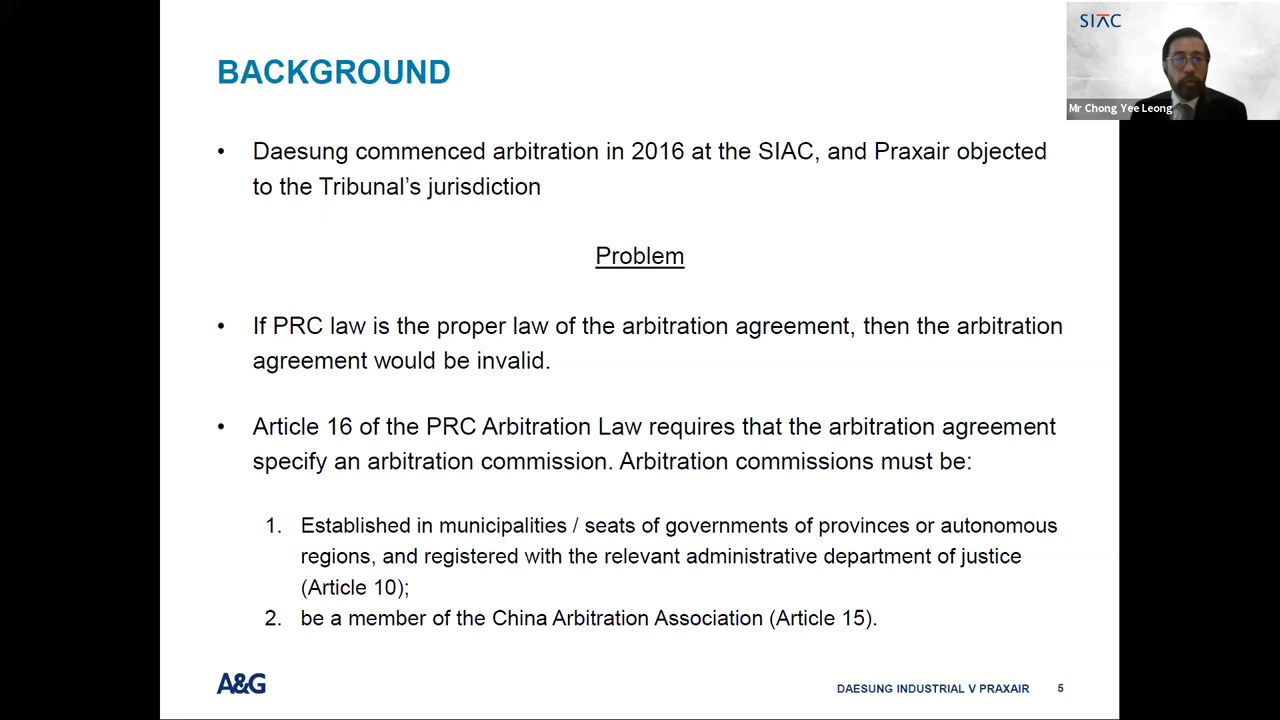 BACKGROUND
SIAC
Mr Chong Yee Leong
• Daesung commenced arbitration in 2016 at the SIAC, and Praxair objected
to the Tribunal’s jurisdiction
Problem
• If PRC law is the proper law of the arbitration agreement, then the arbitration
agreement would be invalid.
• Article 16 of the PRC Arbitration Law requires that the arbitration agreement
specify an arbitration commission. Arbitration commissions must be:
1. Established in municipalities / seats of governments of provinces or autonomous
regions, and registered with the relevant administrative department of justice
(Article 10);
2. be a member of the China Arbitration Association (Article 15).
A&G
DAESUNG INDUSTRIAL V PRAXAIR 5